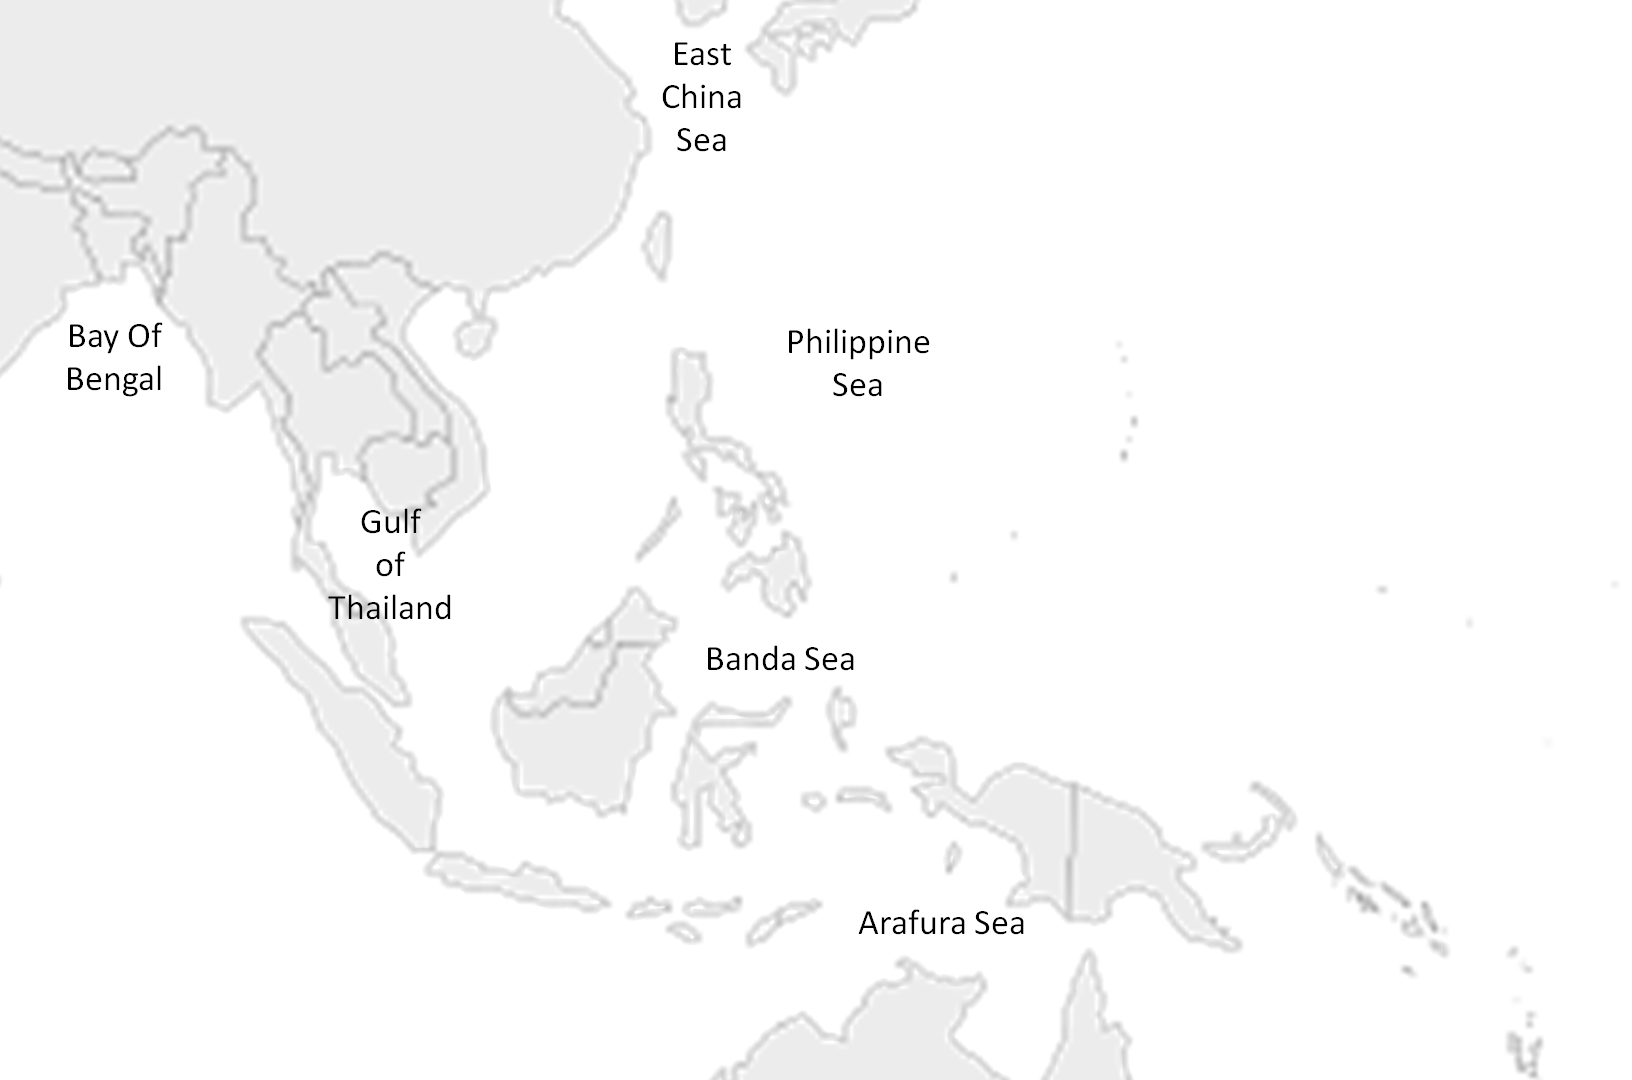 East
China
Sea
Bay Of
Bengal
Philippine
Sea
Gulf
of
Thailand
Banda Sea
Arafura Sea